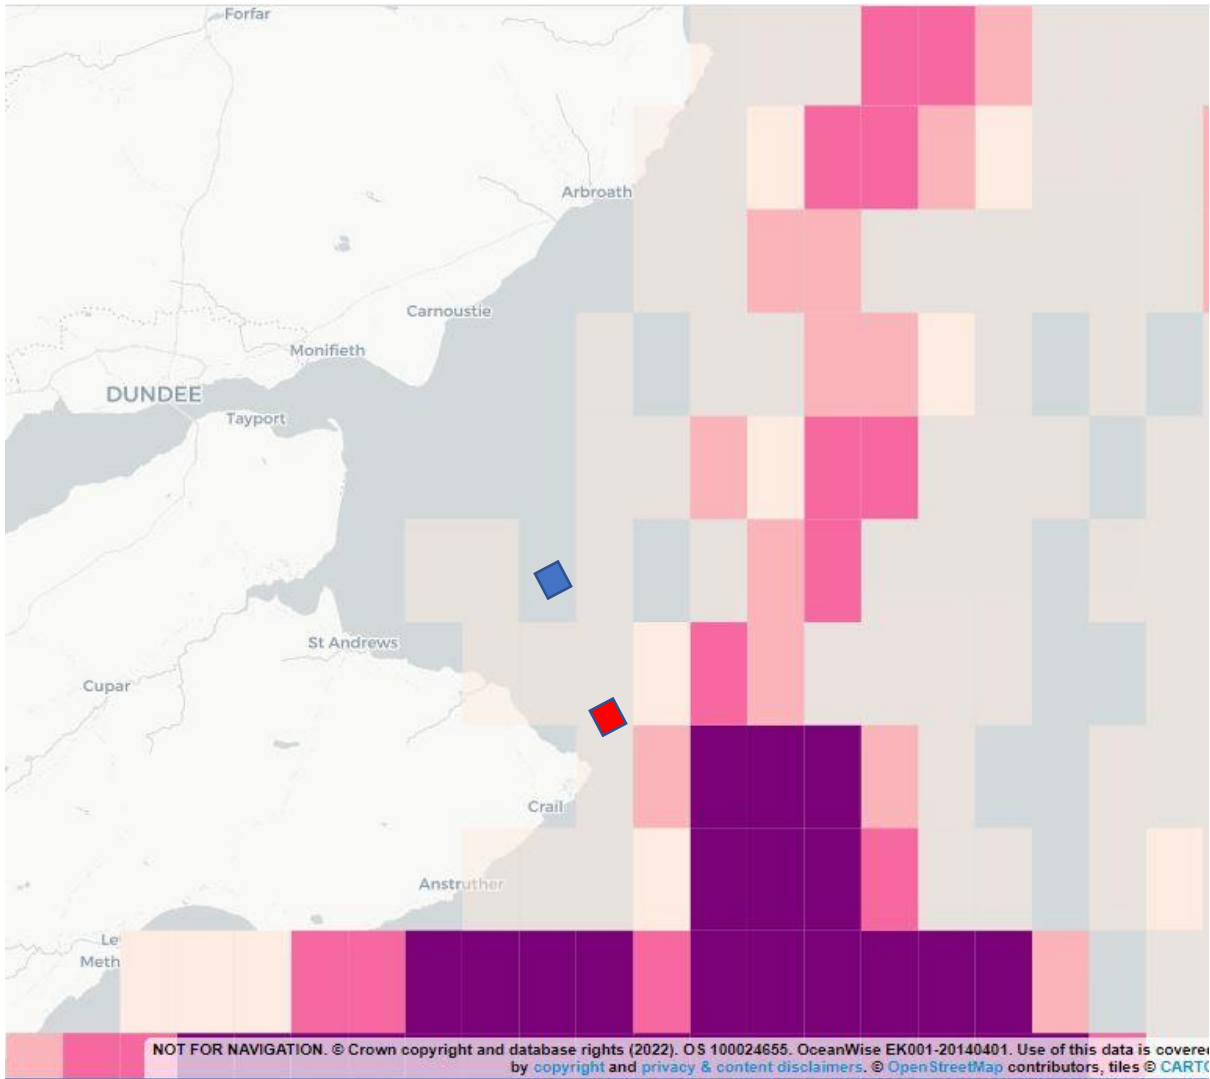 Forfar
Arbroath
Carnoustie
Monifieth
DUNDEE
Tayport
St Andrews
Cupar
Crail
Anstruther
Le
Meth
NOT FOR NAVIGATION. © Crown copyright and database rights (2022). OS 100024655. OceanWise EK001-20140401. Use of this data is covere
by copyright and privacy & content disclaimers. © OpenStreetMap contributors, tiles © CARTO